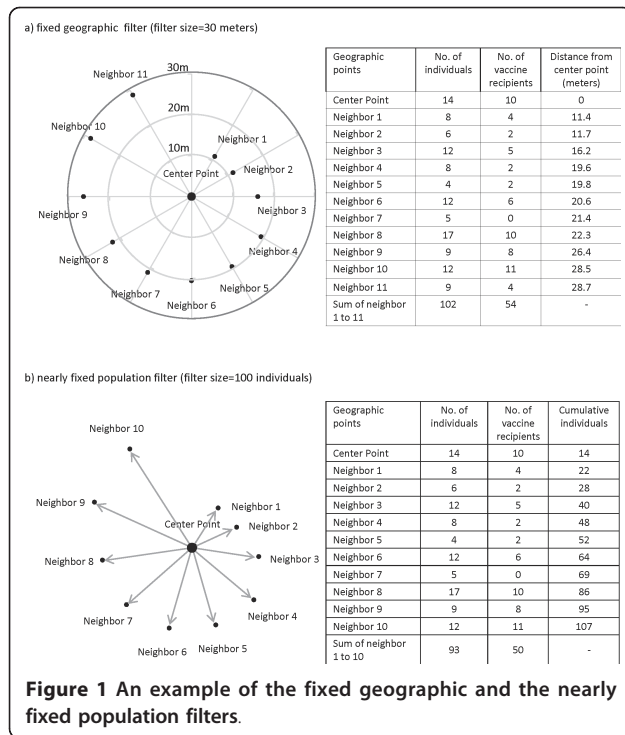 a) fixed geographic filter (filter size=30 meters)
30m
20m
10m
Center Point
Neighbor 1
Neighbor 2
Neighbor 3
Neighbor 4
Neighbor 5
Neighbor 6
Neighbor 7
Neighbor 8
Neighbor 9
Neighbor 10
Neighbor 11
Geographic points No. of individuals No. of vaccine recipients Distance from center point (meters)
Center Point 14 10 0
Neighbor 1 8 4 11.4
Neighbor 2 6 2 11.7
Neighbor 3 12 5 16.2
Neighbor 4 8 2 19.6
Neighbor 5 4 2 19.8
Neighbor 6 12 6 20.6
Neighbor 7 5 0 21.4
Neighbor 8 17 10 22.3
Neighbor 9 9 8 26.4
Neighbor 10 12 11 28.5
Neighbor 11 9 4 28.7
Sum of neighbor 1 to 11 102 54 -
b) nearly fixed population filter (filter size=100 individuals)
Neighbor 10
Neighbor 9
Neighbor 1
Center Point
Neighbor 2
Neighbor 3
Neighbor 8
Neighbor 4
Neighbor 7
Neighbor 6
Neighbor 5
Geographic points No. of individuals No. of vaccine recipients Cumulative individuals
Center Point 14 10 14
Neighbor 1 8 4 22
Neighbor 2 6 2 28
Neighbor 3 12 5 40
Neighbor 4 8 2 48
Neighbor 5 4 2 52
Neighbor 6 12 6 64
Neighbor 7 5 0 69
Neighbor 8 17 10 86
Neighbor 9 9 8 95
Neighbor 10 12 11 107
Sum of neighbor 1 to 10 93 50 -
Figure 1 An example of the fixed geographic and the nearly
fixed population filters.